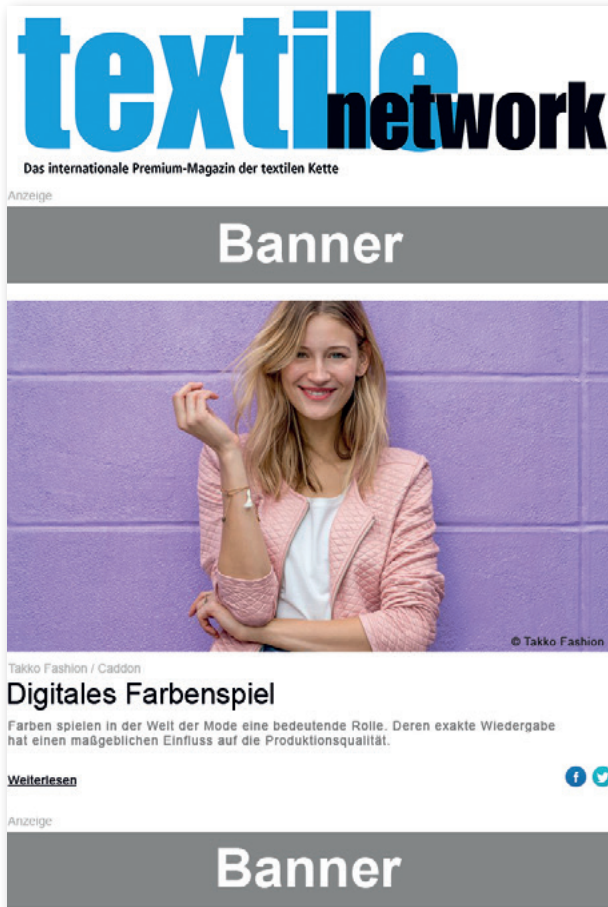 textile
network
Das internationale Premium-Magazin der textilen Kette
Anzeige
Banner
© Takko Fashion
Takko Fashion / Caddon
Digitales Farbenspiel
Farben spielen in der Welt der Mode eine bedeutende Rolle. Deren exakte Wiedergabe
hat einen maßgeblichen Einfluss auf die Produktionsqualität.
Weiterlesen
Anzeige
Banner